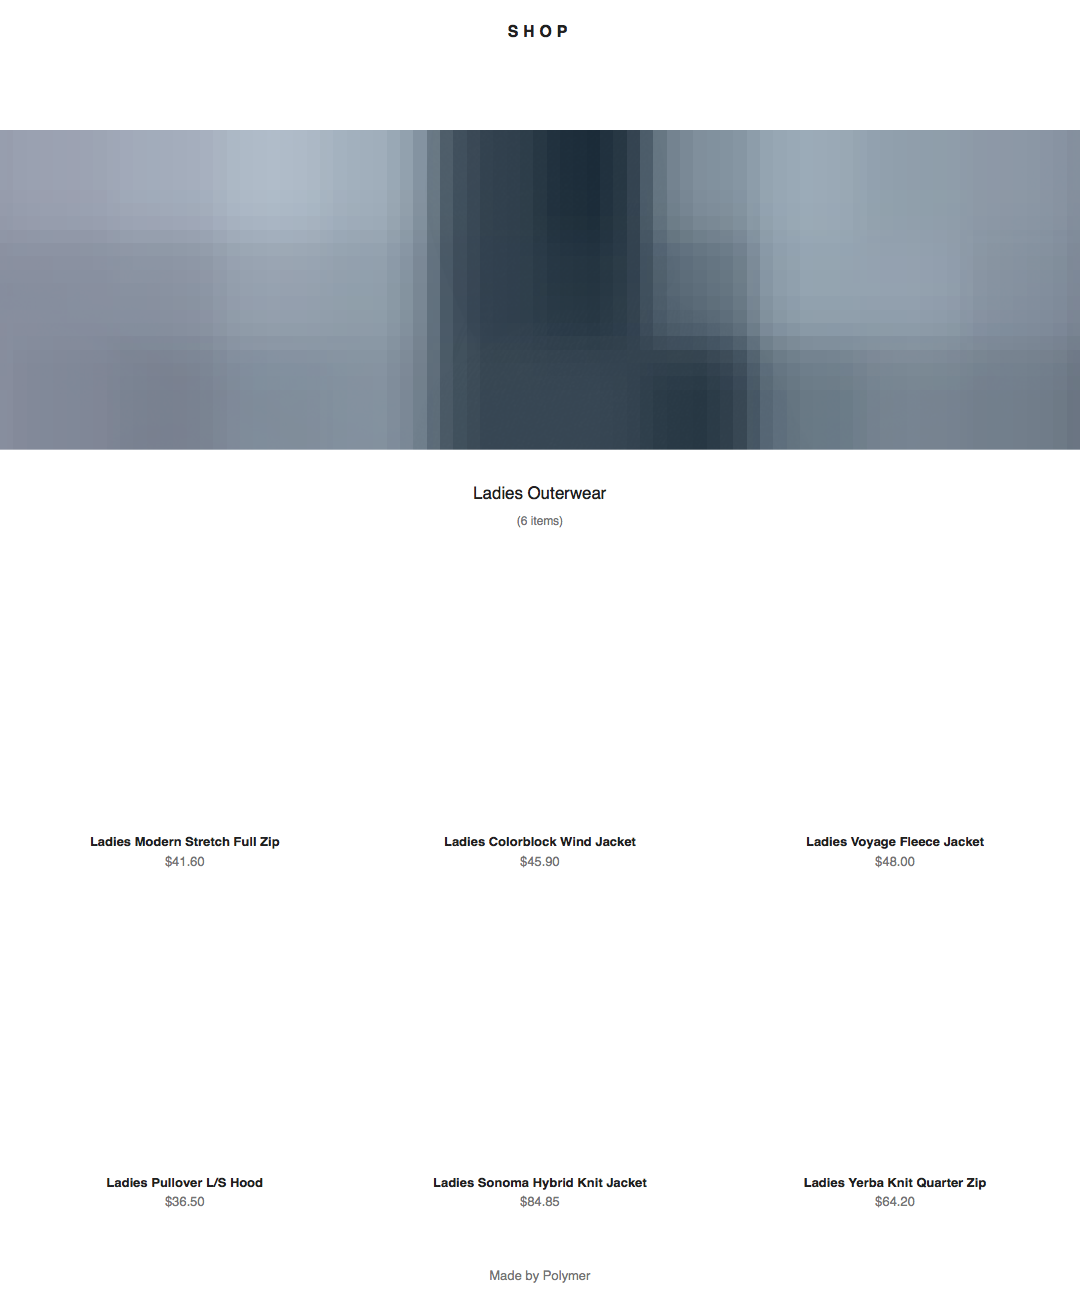 SHOP
Ladies Outerwear
(6 items)
Ladies Modern Stretch Full Zip
$41.60
Ladies Colorblock Wind Jacket
$45.90
Ladies Voyage Fleece Jacket
$48.00
Ladies Pullover L/S Hood
$36.50
Ladies Sonoma Hybrid Knit Jacket
$84.85
Ladies Yerba Knit Quarter Zip
$64.20
Made by Polymer